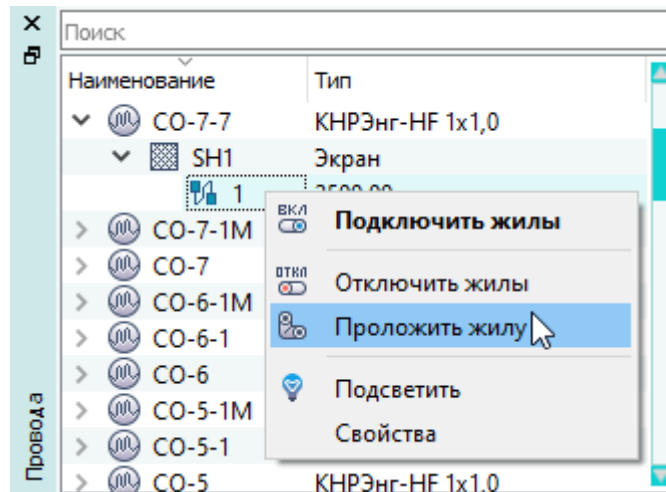 Поиск
Наименование Тип
СО-7-7 КНРЭнг-HF 1х1,0
SH1 Экран
1
СО-7-1М
СО-7
СО-6-1М
СО-6-1
СО-6
СО-5-1М
СО-5-1
СО-5 КНРЭнг-HF 1х1,0
ВКЛ
Подключить жилы
ОТКЛ
Отключить жилы
Проложить жилу
Подсветить
Свойства
Провода